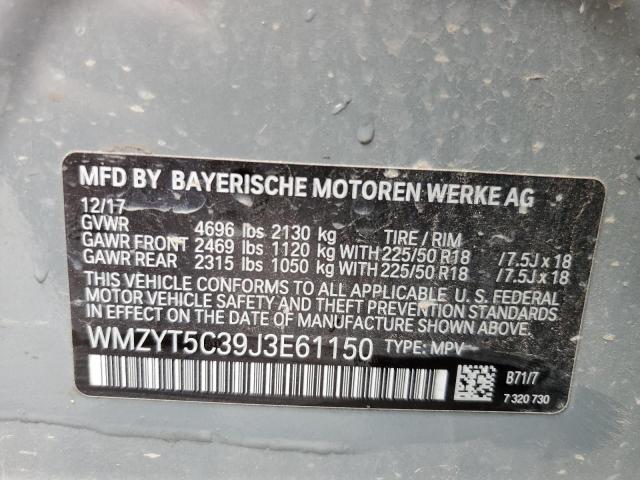 MFD BY BAYERISCHE MOTOREN WERKE AG
12/17
GVWR 4696 lbs 2130 kg TIRE / RIM
GAWR FRONT 2469 lbs 1120 kg WITH 225/50 R18 /7.5J x 18
GAWR REAR 2315 lbs 1050 kg WITH 225/50 R18 /7.5J x 18
THIS VEHICLE CONFORMS TO ALL APPLICABLE U. S. FEDERAL
MOTOR VEHICLE SAFETY AND THEFT PREVENTION STANDARDS
IN EFFECT ON THE DATE OF MANUFACTURE SHOWN ABOVE.
WMZYT5C39J3E61150 TYPE: MPV
B71/7
7 320 730